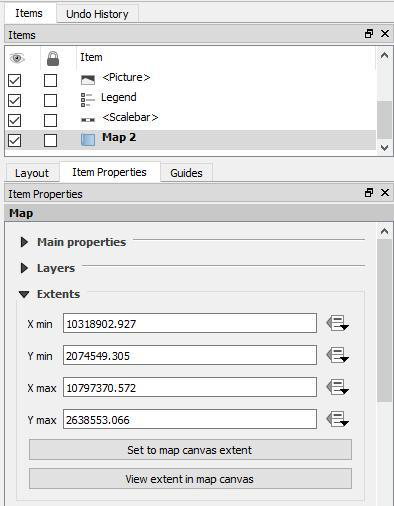 Items
Undo History
Items
Item
<Picture>
Legend
<Scalebar>
Map 2
Layout
Item Properties
Guides
Item Properties
Map
Main properties
Layers
Extents
X min 10318902.927
Y min 2074549.305
X max 10797370.572
Y max 2638553.066
Set to map canvas extent
View extent in map canvas